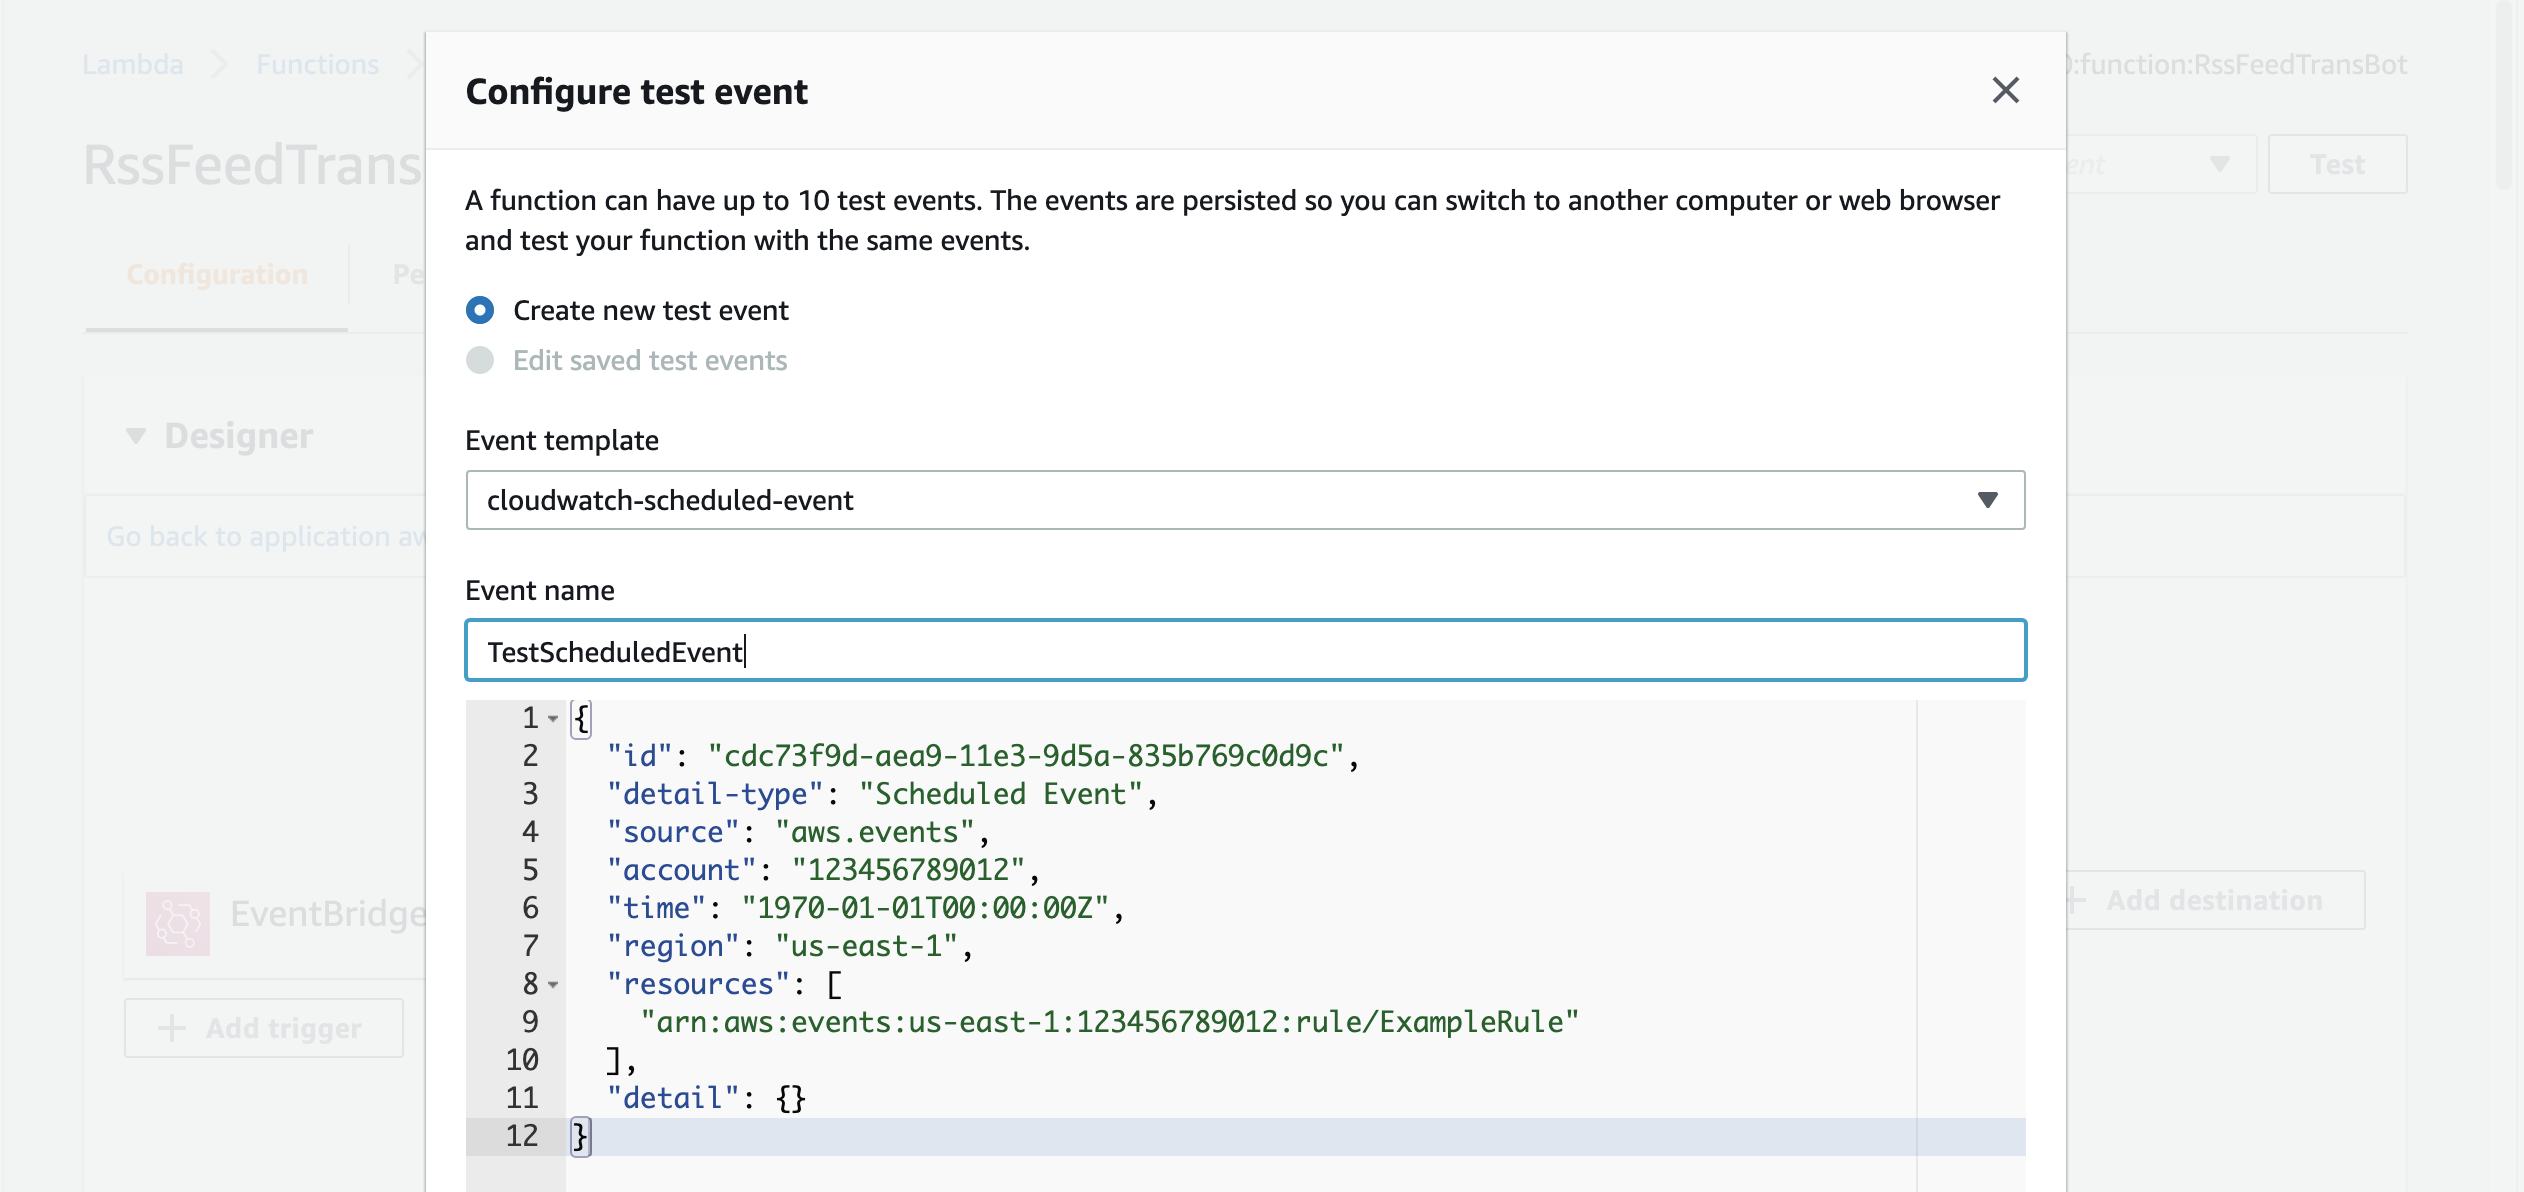 Lambda
Functions
:function:RssFeedTransBot
Configure test event
RssFeedTrans
Test
A function can have up to 10 test events. The events are persisted so you can switch to another computer or web browser
and test your function with the same events.
Configuration
Create new test event
Edit saved test events
Designer
Event template
cloudwatch-scheduled-event
Go back to application
Event name
TestScheduledEvent
1 {
2 "id": "cdc73f9d-aea9-11e3-9d5a-835b769c0d9c",
3 "detail-type": "Scheduled Event",
4 "source": "aws.events",
5 "account": "123456789012",
6 "time": "1970-01-01T00:00:00Z",
7 "region": "us-east-1",
8 "resources": [
9 "arn:aws:events:us-east-1:123456789012:rule/ExampleRule"
10 ],
11 "detail": {}
12 }
EventBridge
+ Add destination
+ Add trigger